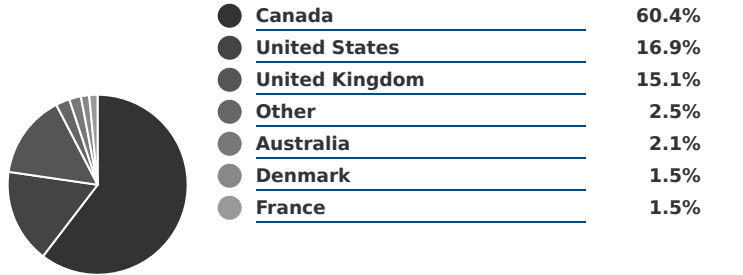 Canada 60.4%
United States 16.9%
United Kingdom 15.1%
Other 2.5%
Australia 2.1%
Denmark 1.5%
France 1.5%